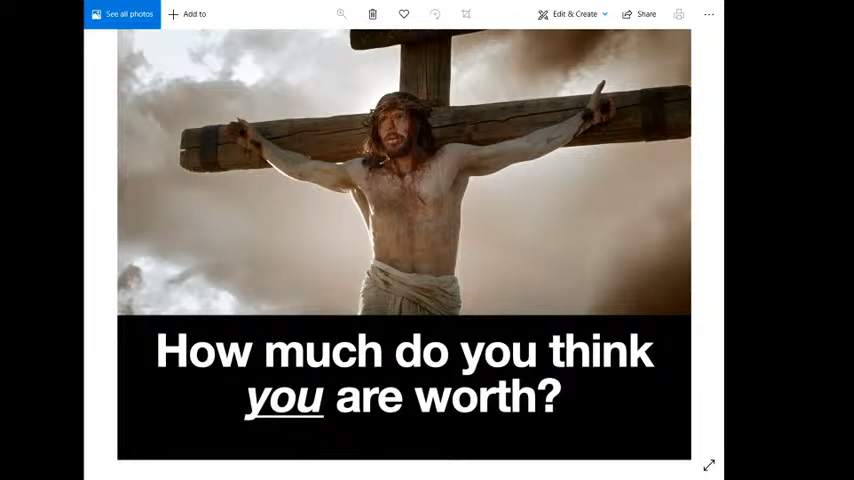 See all photos
Add to
Edit & Create
Share
How much do you think
you are worth?